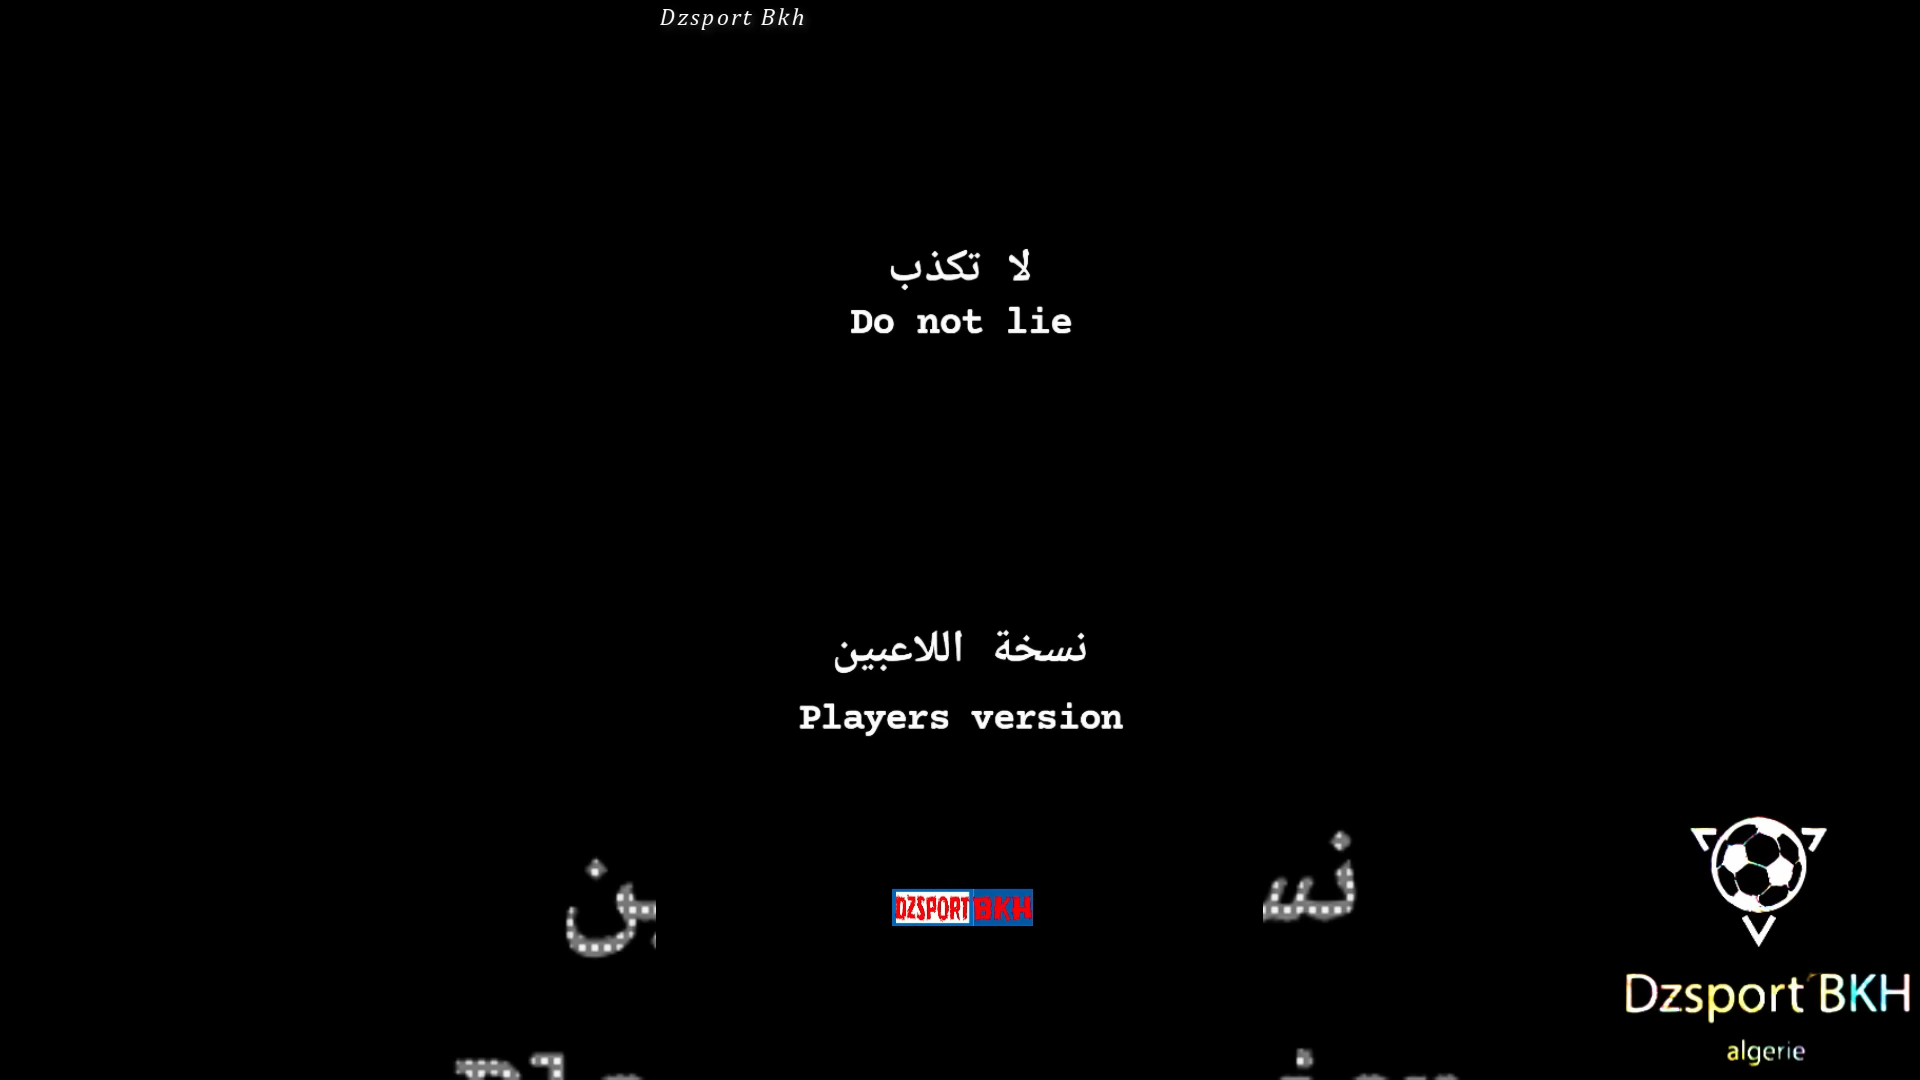 Dzsport Bkh
لا تكذب
Do not lie
نسخة اللاعبين
Players version
DZSPORT BKH
Dzsport BKH
algerie